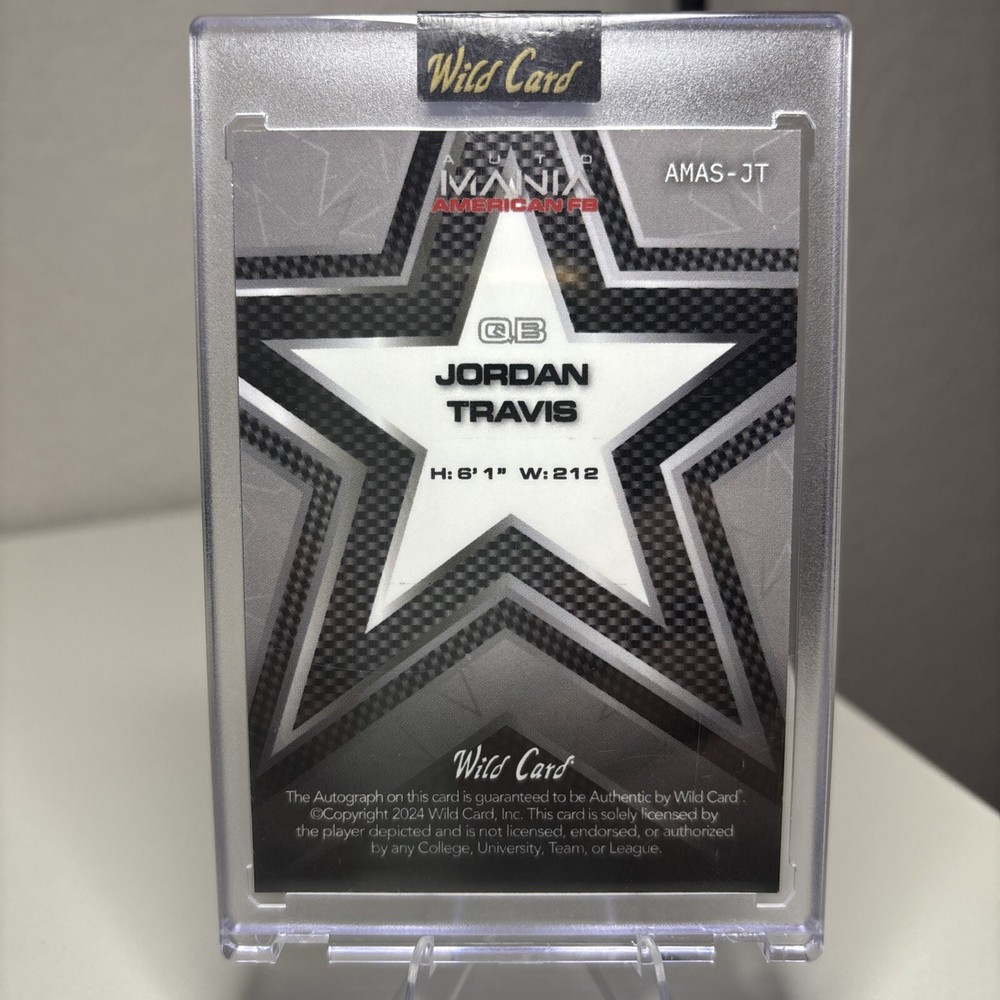 Wild Card
AUTO
MANIA
AMERICAN FB
AMAS-JT
QB
JORDAN
TRAVIS
H: 6' 1" W: 212
Wild Card®
The Autograph on this card is guaranteed to be Authentic by Wild Card®.
©Copyright 2024 Wild Card, Inc. This card is solely licensed by
the player depicted and is not licensed, endorsed, or authorized
by any College, University, Team, or League.